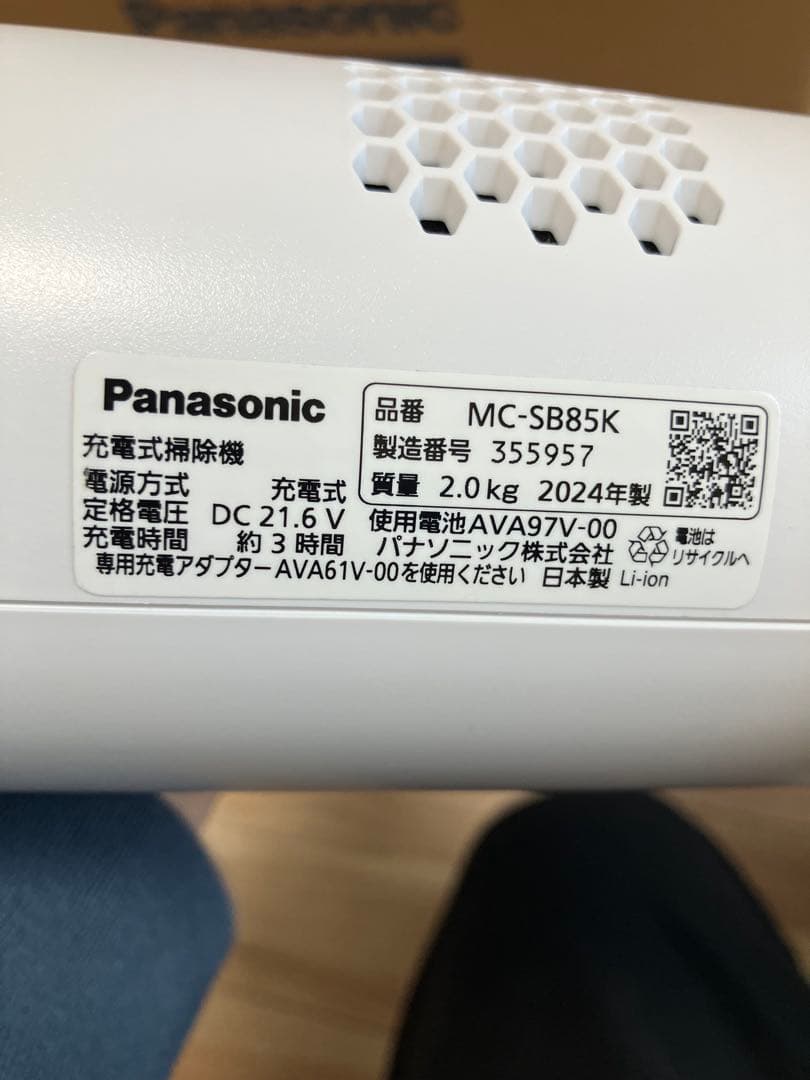 Panasonic
Panasonic
充電式掃除機
電源方式 充電式
定格電圧 DC 21.6 V
充電時間 約 3 時間
専用充電アダプターAVA61V-00を使用ください
品番 MC-SB85K
製造番号 355957
質量 2.0 kg 2024年製
使用電池AVA97V-00
パナソニック株式会社
日本製 Li-ion
電池は
リサイクルへ